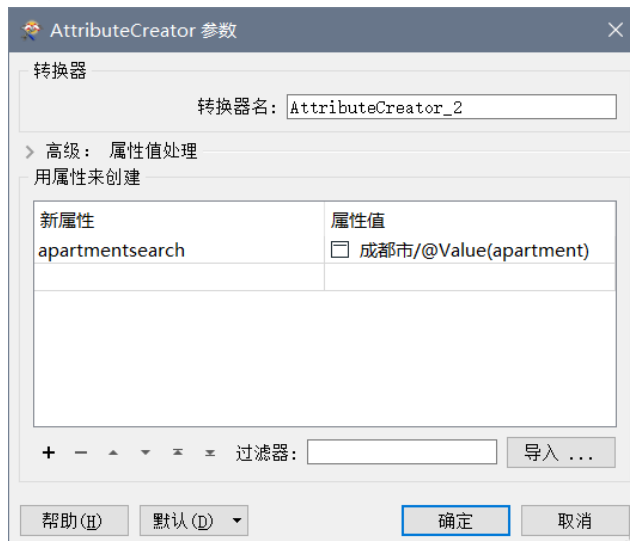 AttributeCreator 参数
转换器
转换器名: AttributeCreator_2
高级: 属性值处理
用属性来创建
新属性 属性值
apartmentsearch 成都市/@Value(apartment)
过滤器: 导入 ...
帮助(H) 默认(D) 确定 取消